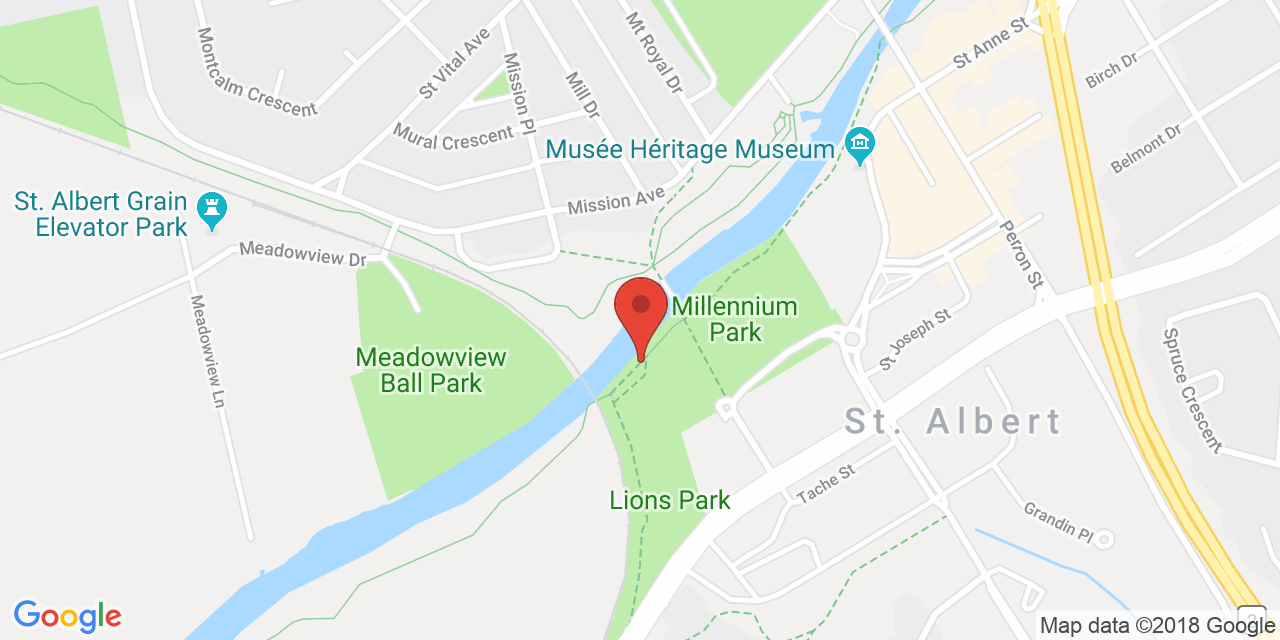 Montcalm Crescent
St Vital Ave
Mission Pl
Mill Dr
Mt Royal Dr
St Anne St
Birch Dr
Belmont Dr
Mural Crescent
Musée Héritage Museum
St. Albert Grain
Elevator Park
Mission Ave
Meadowview Dr
Perron St
Meadowview Ln
Millennium
Park
Meadowview
Ball Park
St Joseph St
Spruce Crescent
St. Albert
Lions Park
Tache St
Grandin Pl
Google
Map data ©2018 Google